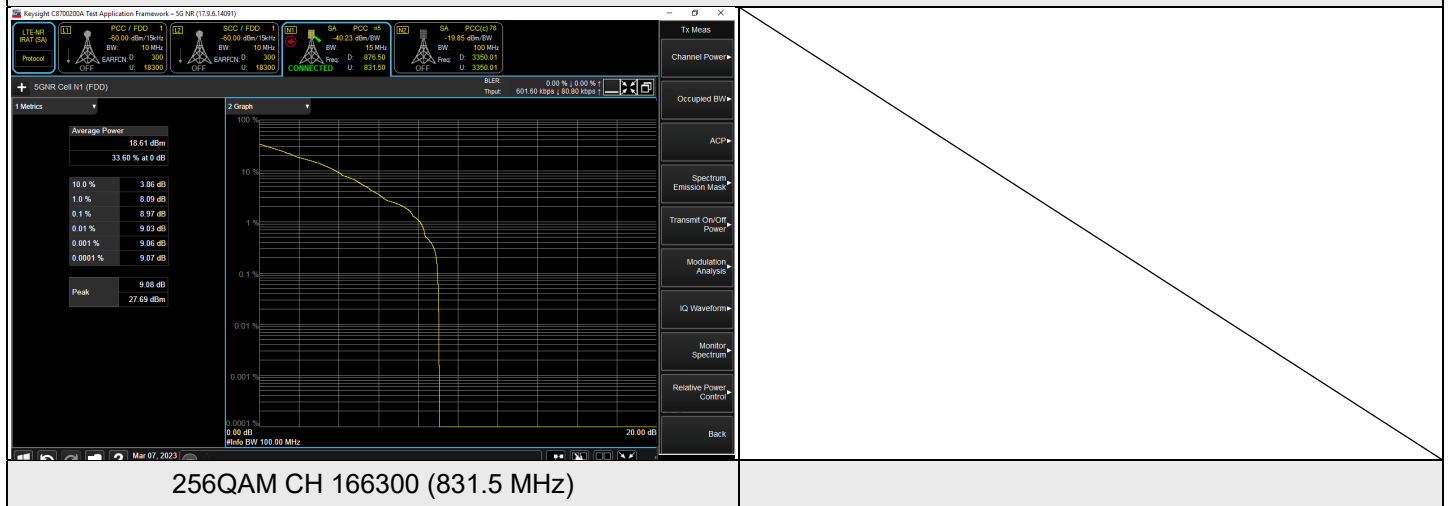 Keysight C8700200A Test Application Framework – 5G NR (17.9.6.14091)
LTE-NR
IRAT (SA)
Protocol
L1
PCC / FDD 1
-60.00 dBm/15kHz
BW: 10 MHz
EARFCN: D: 300
U: 18300
OFF
L2
SCC / FDD 1
-60.00 dBm/15kHz
BW: 10 MHz
EARFCN: D: 300
U: 18300
OFF
N1
SA PCC n5
-40.23 dBm/BW
BW: 15 MHz
Freq: D: 876.50
U: 831.50
CONNECTED
N2
SA PCC(c) 78
-19.85 dBm/BW
BW: 100 MHz
Freq: D: 3350.01
U: 3350.01
OFF
5GNR Cell N1 (FDD)
BLER: 0.00 % ↓ 0.00 % ↑
Thput: 601.60 kbps ↓ 80.80 kbps ↑
1 Metrics
Average Power
18.61 dBm
33.60 % at 0 dB
10.0 % 3.86 dB
1.0 % 8.09 dB
0.1 % 8.97 dB
0.01 % 9.03 dB
0.001 % 9.06 dB
0.0001 % 9.07 dB
Peak
9.08 dB
27.69 dBm
2 Graph
100 %
10 %
1 %
0.1 %
0.01 %
0.001 %
0.0001 %
0.00 dB
20.00 dB
#Info BW 100.00 MHz
Tx Meas
Channel Power
Occupied BW
ACP
Spectrum
Emission Mask
Transmit On/Off
Power
Modulation
Analysis
IQ Waveform
Monitor
Spectrum
Relative Power
Control
Back
Mar 07, 2023
256QAM CH 166300 (831.5 MHz)